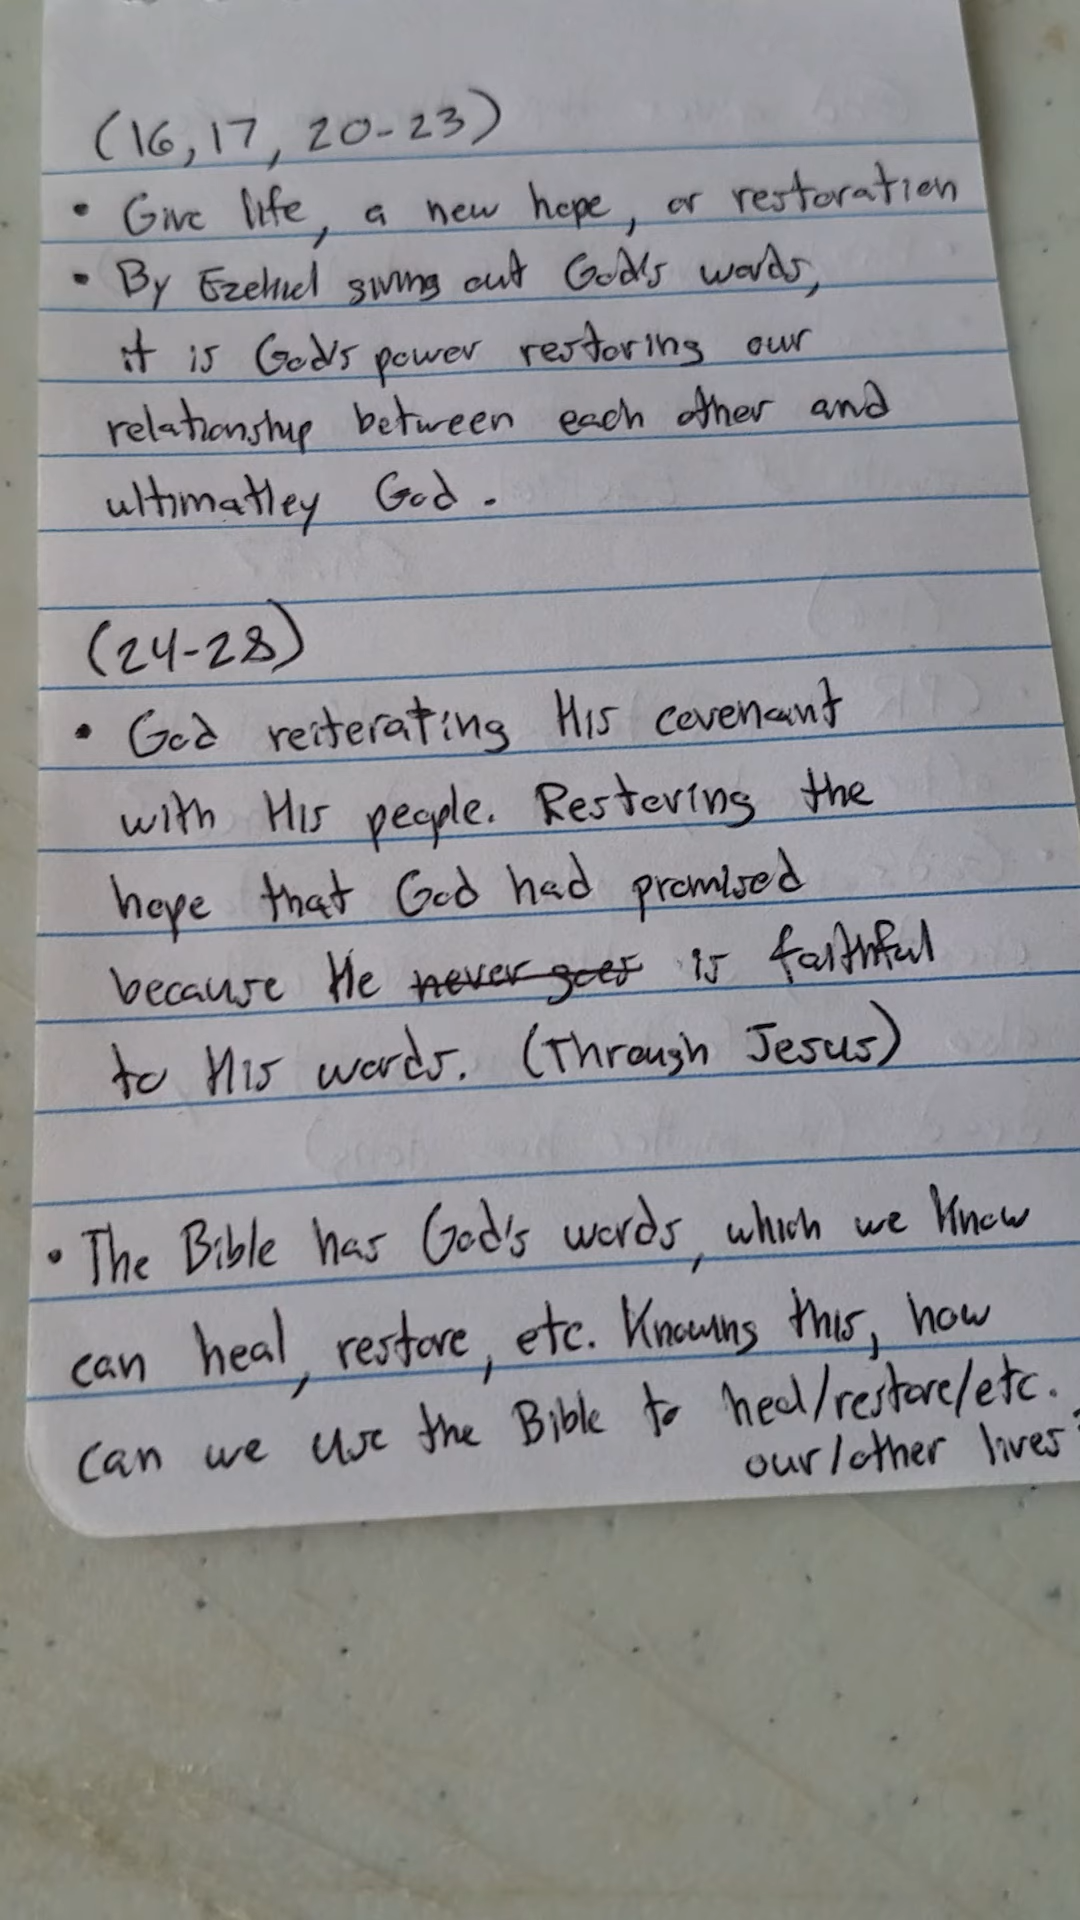 (16, 17, 20-23)
• Give life, a new hope, or restoration
• By Ezekiel giving out God's words,
it is God's power restoring our
relationship between each other and
ultimatley God.
(24-28)
• God reiterating His covenant
with His people. Restoring the
hope that God had promised
because He never goes is faithful
to His words. (Through Jesus)
• The Bible has God's words, which we know
can heal, restore, etc. Knowing this, how
can we use the Bible to heal/restore/etc.
our/other lives?